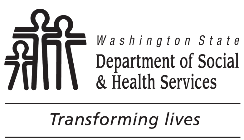 Washington State
Department of Social
& Health Services
Transforming lives